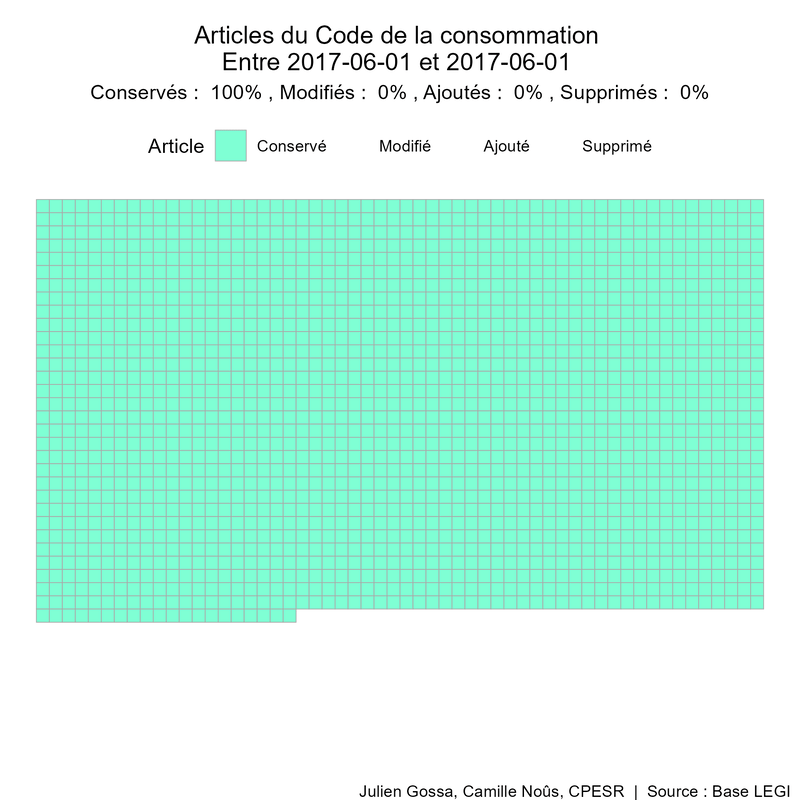 Articles du Code de la consommation
Entre 2017-06-01 et 2017-06-01
Conservés :  100% , Modifiés :  0% , Ajoutés :  0% , Supprimés :  0%
Article Conservé Modifié Ajouté Supprimé
Julien Gossa, Camille Noûs, CPESR  |  Source : Base LEGI